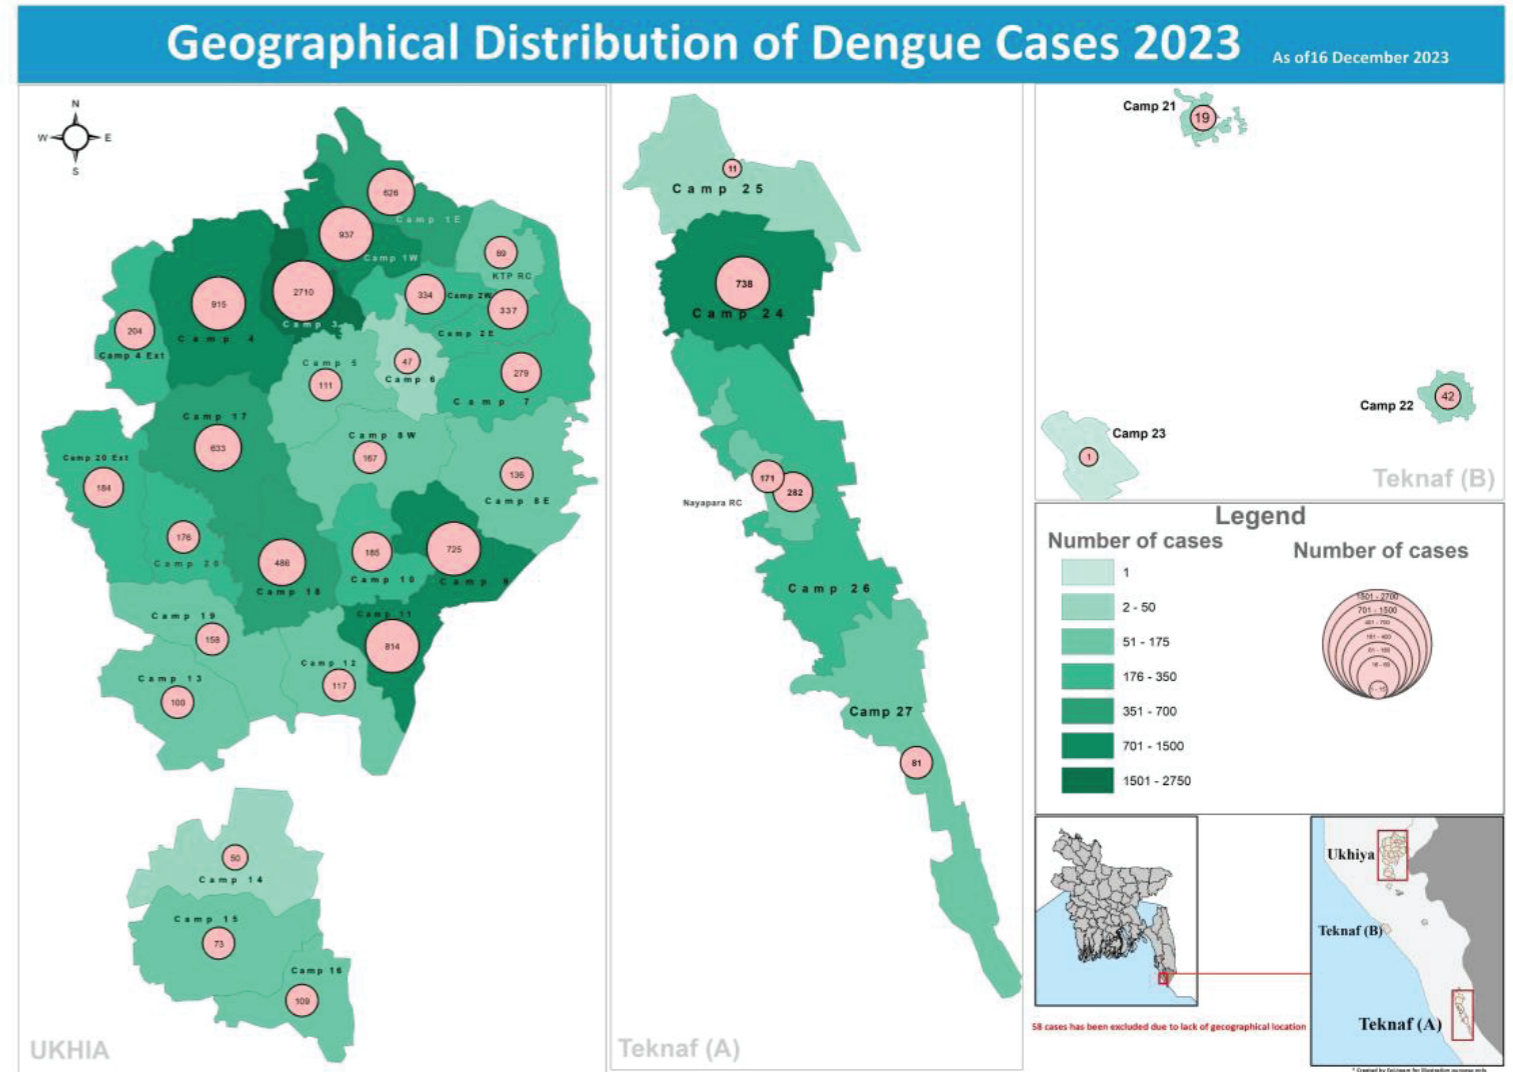 Geographical Distribution of Dengue Cases 2023
As of16 December 2023
N
W
E
S
626
Camp 1E
937
Camp 1W
89
KTP RC
2710
Camp 3
915
Camp 4
334
Camp 2W
337
Camp 2E
204
Camp 4 Ext
47
Camp 6
Camp 5
111
279
Camp 7
Camp 17
633
Camp 8W
167
Camp 20 Ext
184
136
Camp 8E
176
Camp 20
486
Camp 18
185
Camp 10
725
Camp 9
Camp 19
158
Camp 11
814
Camp 12
117
Camp 13
50
Camp 14
Camp 15
73
Camp 16
109
UKHIA
11
Camp 25
738
Camp 24
171
282
Nayapara RC
Camp 26
Camp 27
81
Teknaf (A)
Camp 21
19
Camp 22
42
Camp 23
1
Teknaf (B)
Legend
Number of cases
1
2 - 50
51 - 175
176 - 350
351 - 700
701 - 1500
1501 - 2750
Number of cases
1501 - 2700
701 - 1500
1 - 15
58 cases has been excluded due to lack of gecographical location
Ukhiya
Teknaf (B)
Teknaf (A)